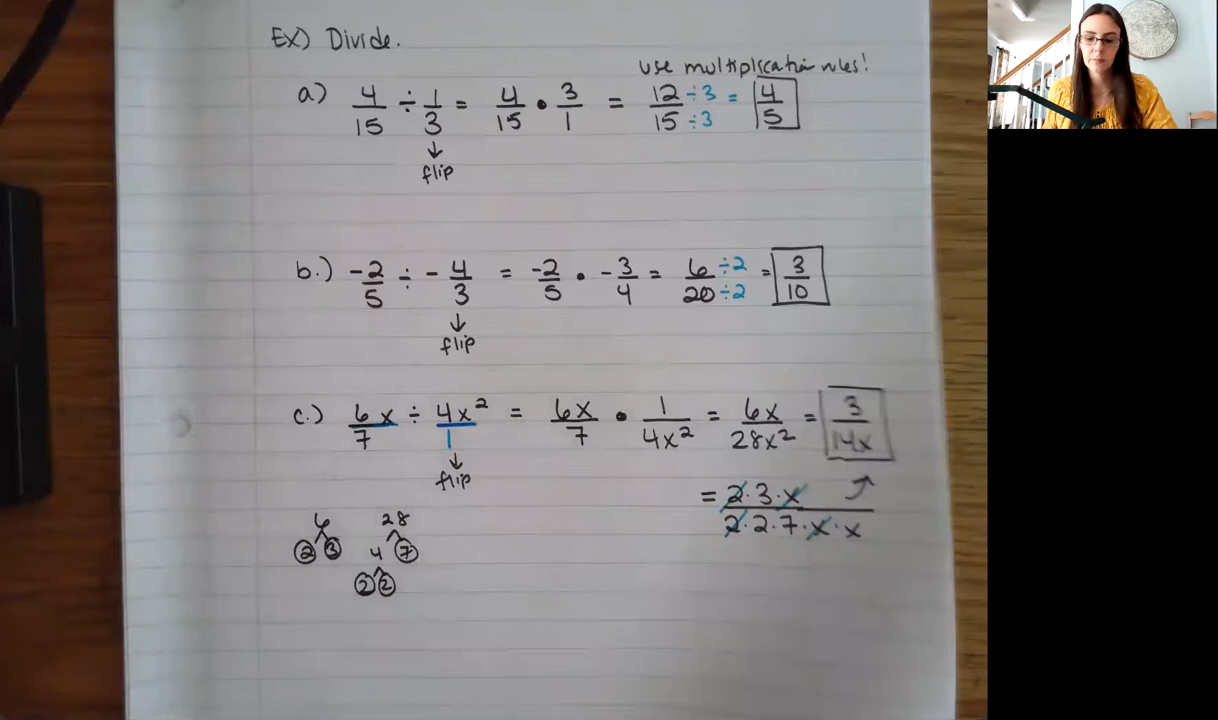 EX) Divide.
use multiplication rules!
a) 4/15 ÷ 1/3 = 4/15 • 3/1 = 12/15 ÷3/÷3 = 4/5
↓
flip
b.) -2/5 ÷ -4/3 = -2/5 • -3/4 = 6/20 ÷2/÷2 = 3/10
↓
flip
c.) 6x/7 ÷ 4x²/1 = 6x/7 • 1/4x² = 6x/28x² = 3/14x
↓
flip
= 2·3·x / 2·2·7·x·x
6 28
2 3 4 7
2 2